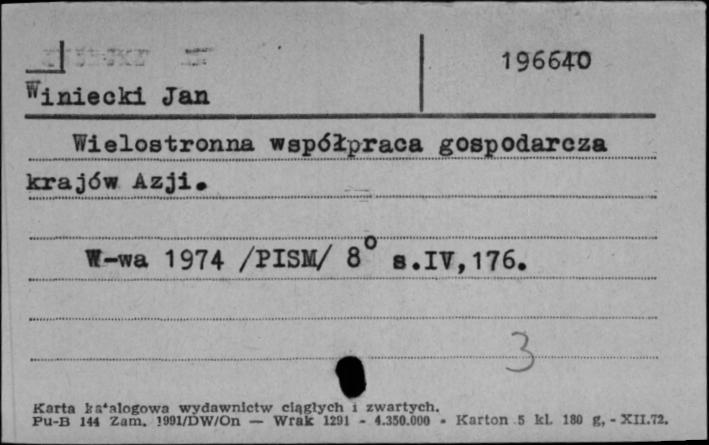 196640
Winiecki Jan
Wielostronna współpraca gospodarcza
krajów Azji.
W-wa 1974 /PISM/ 8° s.IV,176.
3
Karta katalogowa wydawnictw ciągłych i zwartych.
Pu-B 144 Zam. 1991/DW/On — Wrak 1291 - 4.350.000 - Karton 5 kl. 180 g, - XII.72.